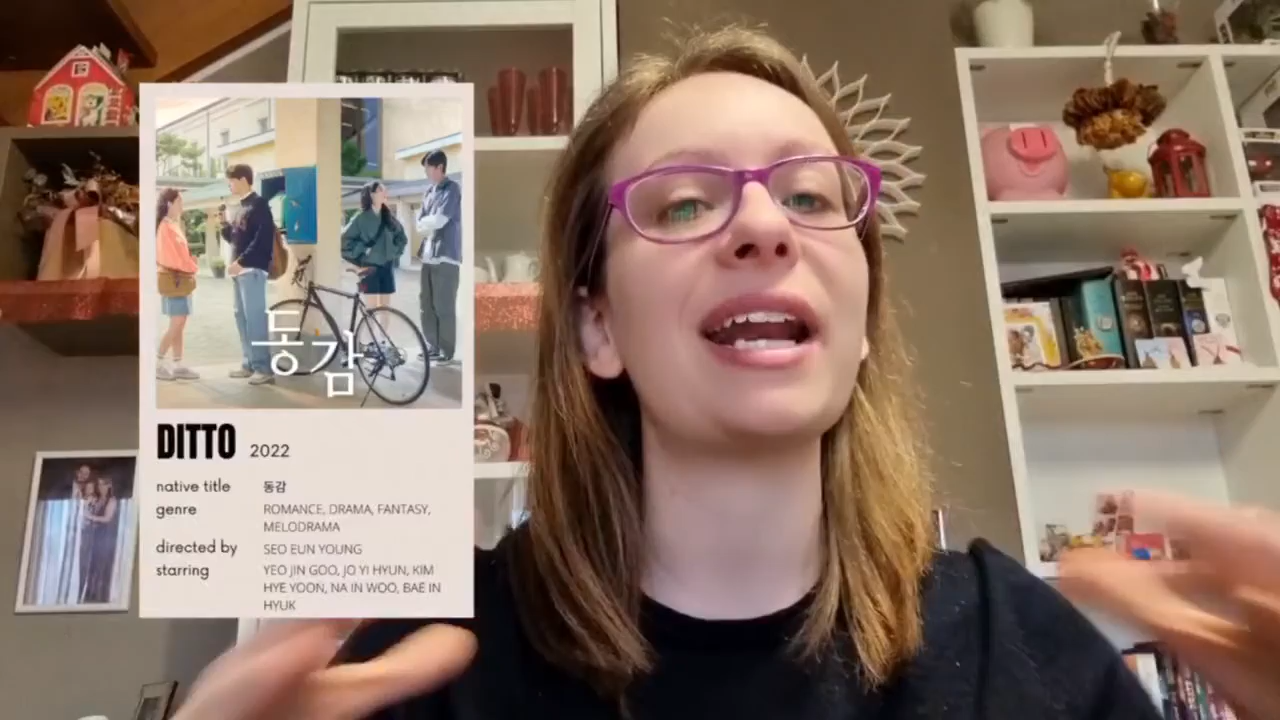 동감
DITTO 2022
native title 동감
genre ROMANCE, DRAMA, FANTASY,
MELODRAMA
directed by SEO EUN YOUNG
starring YEO JIN GOO, JO YI HYUN, KIM
HYE YOON, NA IN WOO, BAE IN
HYUK